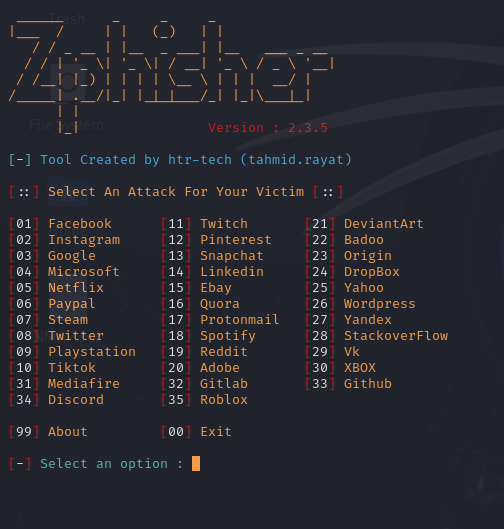 Trash
Zphisher
File System
Version : 2.3.5
[-] Tool Created by htr-tech (tahmid.rayat)
[::] Select An Attack For Your Victim [::]
[01] Facebook [11] Twitch [21] DeviantArt
[02] Instagram [12] Pinterest [22] Badoo
[03] Google [13] Snapchat [23] Origin
[04] Microsoft [14] Linkedin [24] DropBox
[05] Netflix [15] Ebay [25] Yahoo
[06] Paypal [16] Quora [26] Wordpress
[07] Steam [17] Protonmail [27] Yandex
[08] Twitter [18] Spotify [28] StackoverFlow
[09] Playstation [19] Reddit [29] Vk
[10] Tiktok [20] Adobe [30] XBOX
[31] Mediafire [32] Gitlab [33] Github
[34] Discord [35] Roblox
[99] About [00] Exit
[-] Select an option :